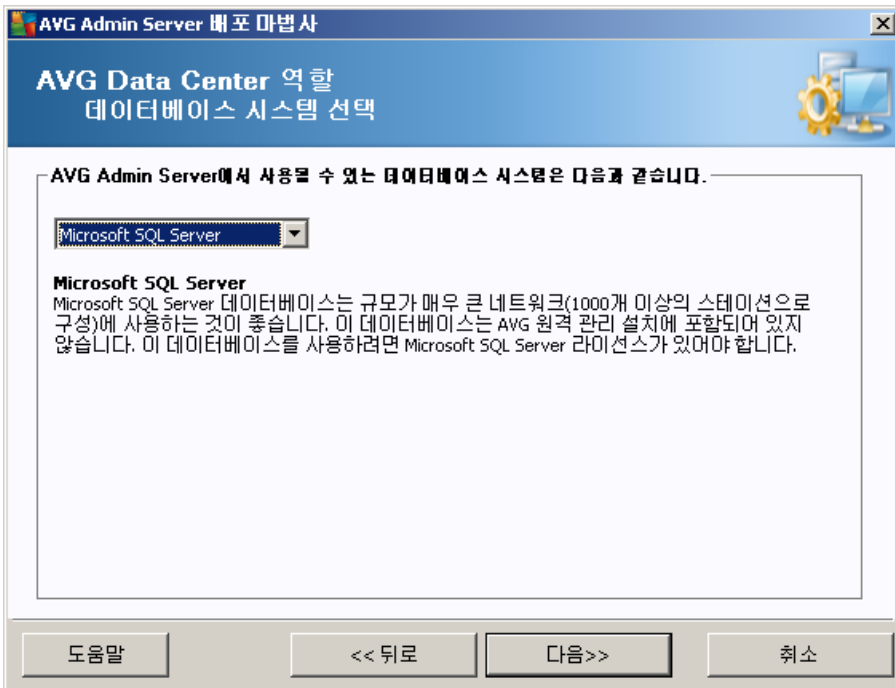 AVG Admin Server 배포 마법사
AVG Data Center 역할
데이터베이스 시스템 선택
AVG Admin Server에서 사용될 수 있는 데이터베이스 시스템은 다음과 같습니다.
Microsoft SQL Server
Microsoft SQL Server
Microsoft SQL Server 데이터베이스는 규모가 매우 큰 네트워크(1000개 이상의 스테이션으로
구성)에 사용하는 것이 좋습니다. 이 데이터베이스는 AVG 원격 관리 설치에 포함되어 있지
않습니다. 이 데이터베이스를 사용하려면 Microsoft SQL Server 라이선스가 있어야 합니다.
도움말
<< 뒤로
다음>>
취소